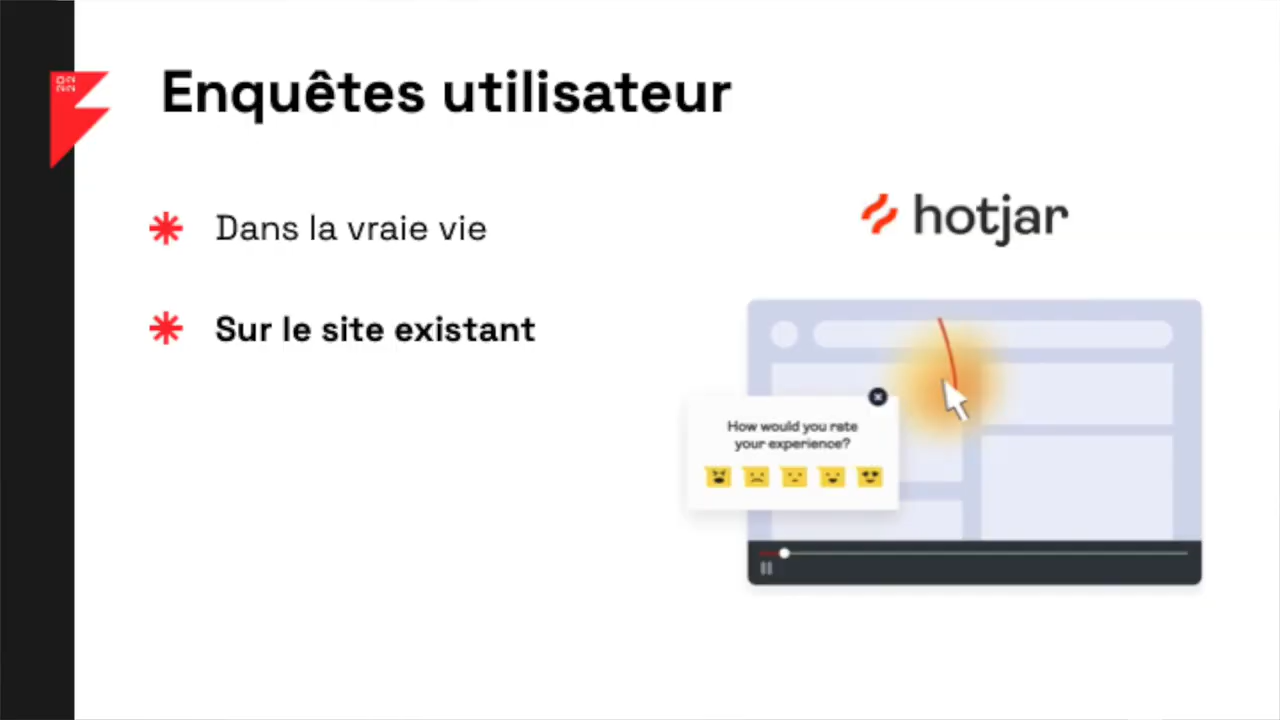 Enquêtes utilisateur
Dans la vraie vie
Sur le site existant
hotjar
How would you rate
your experience?